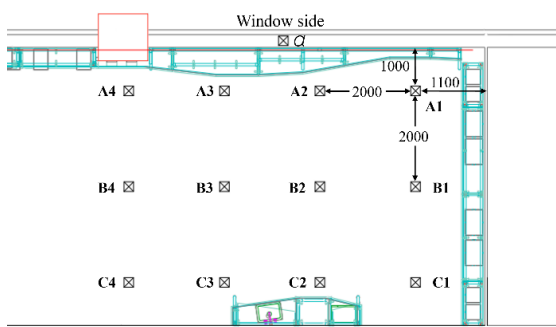 Window side
a
1000
1100
A4 A3 A2 2000 A1
2000
B4 B3 B2 B1
C4 C3 C2 C1